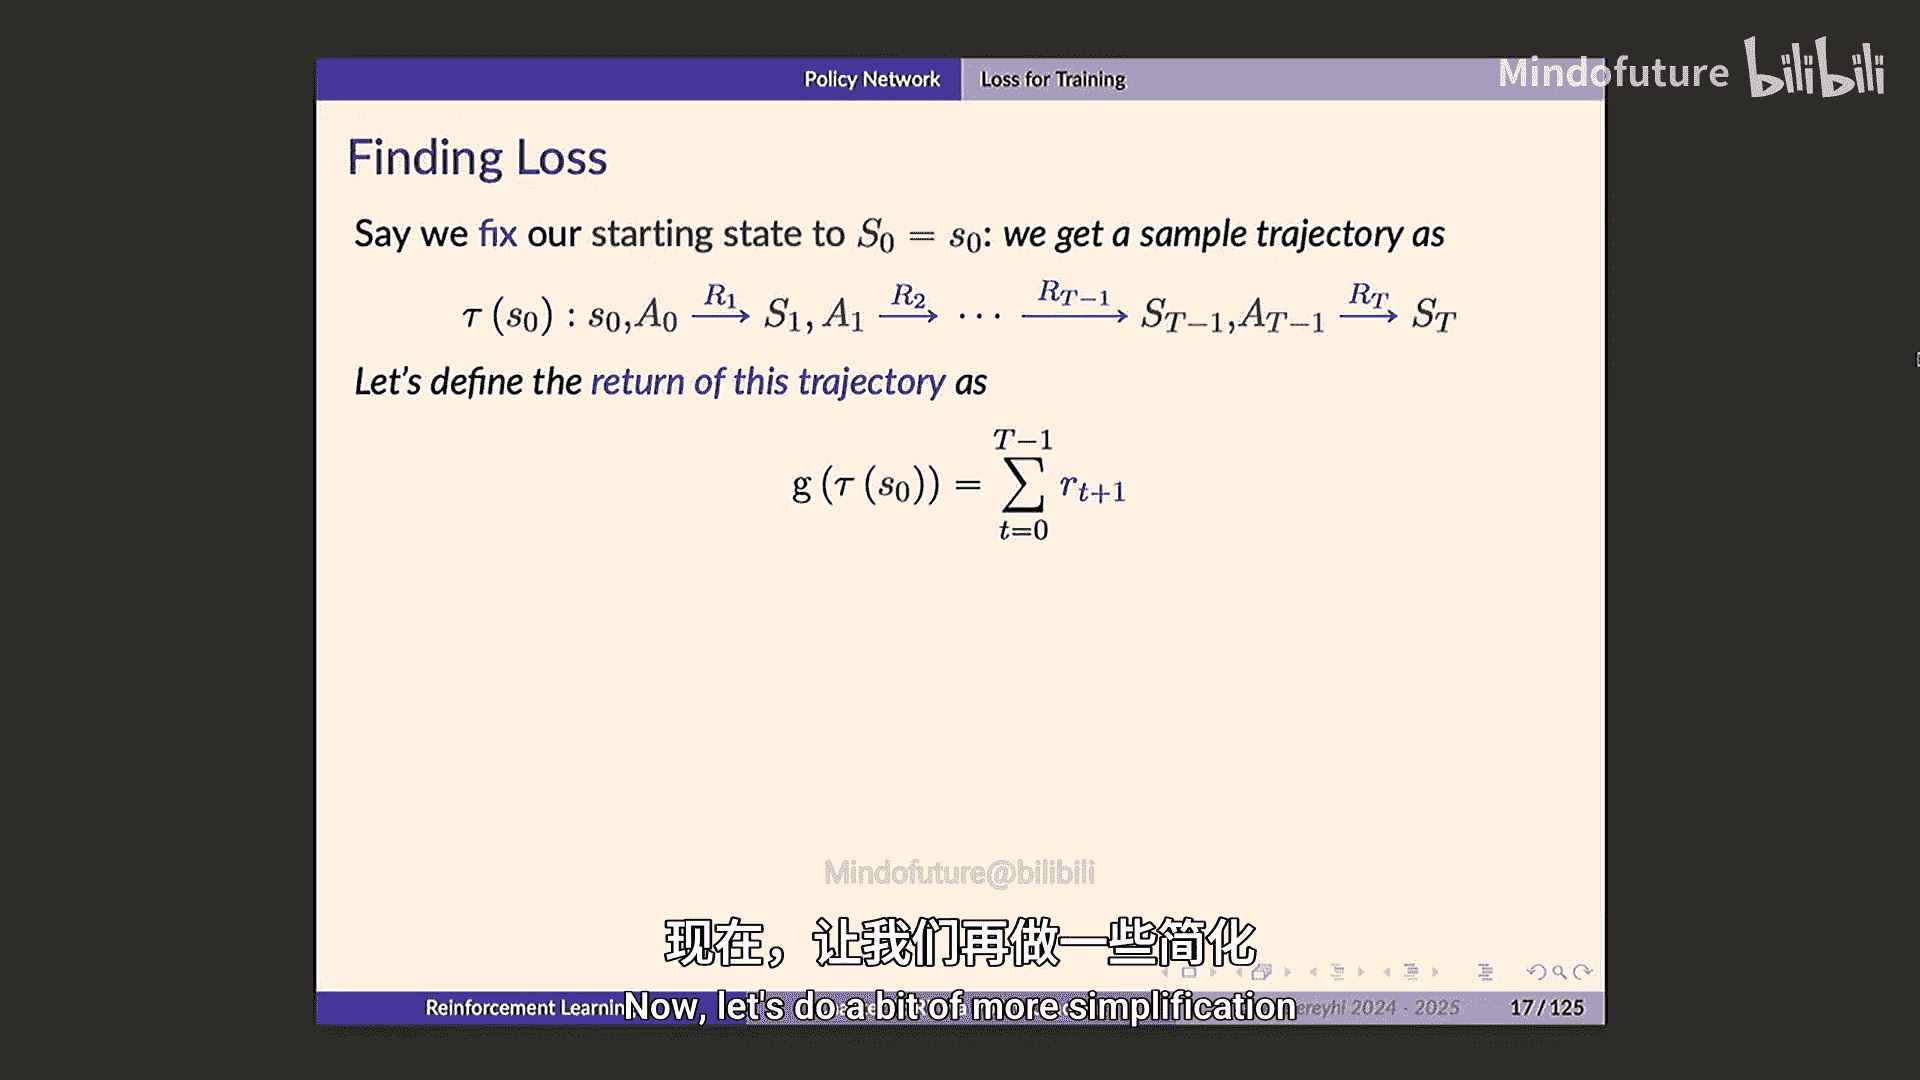 Policy Network Loss for Training
Mindofuture bilibili
Finding Loss
Say we fix our starting state to S₀ = s₀: we get a sample trajectory as
τ (s₀) : s₀,A₀ —R₁→ S₁, A₁ —R₂→ ··· —R_{T−1}→ S_{T−1},A_{T−1} —R_T→ S_T
Let's define the return of this trajectory as
g (τ (s₀)) = ∑_{t=0}^{T−1} r_{t+1}
Mindofuture@bilibili
现在，让我们再做一些简化
Now, let's do a bit of more simplification
Reinforcement 2024 - 2025 17 / 125